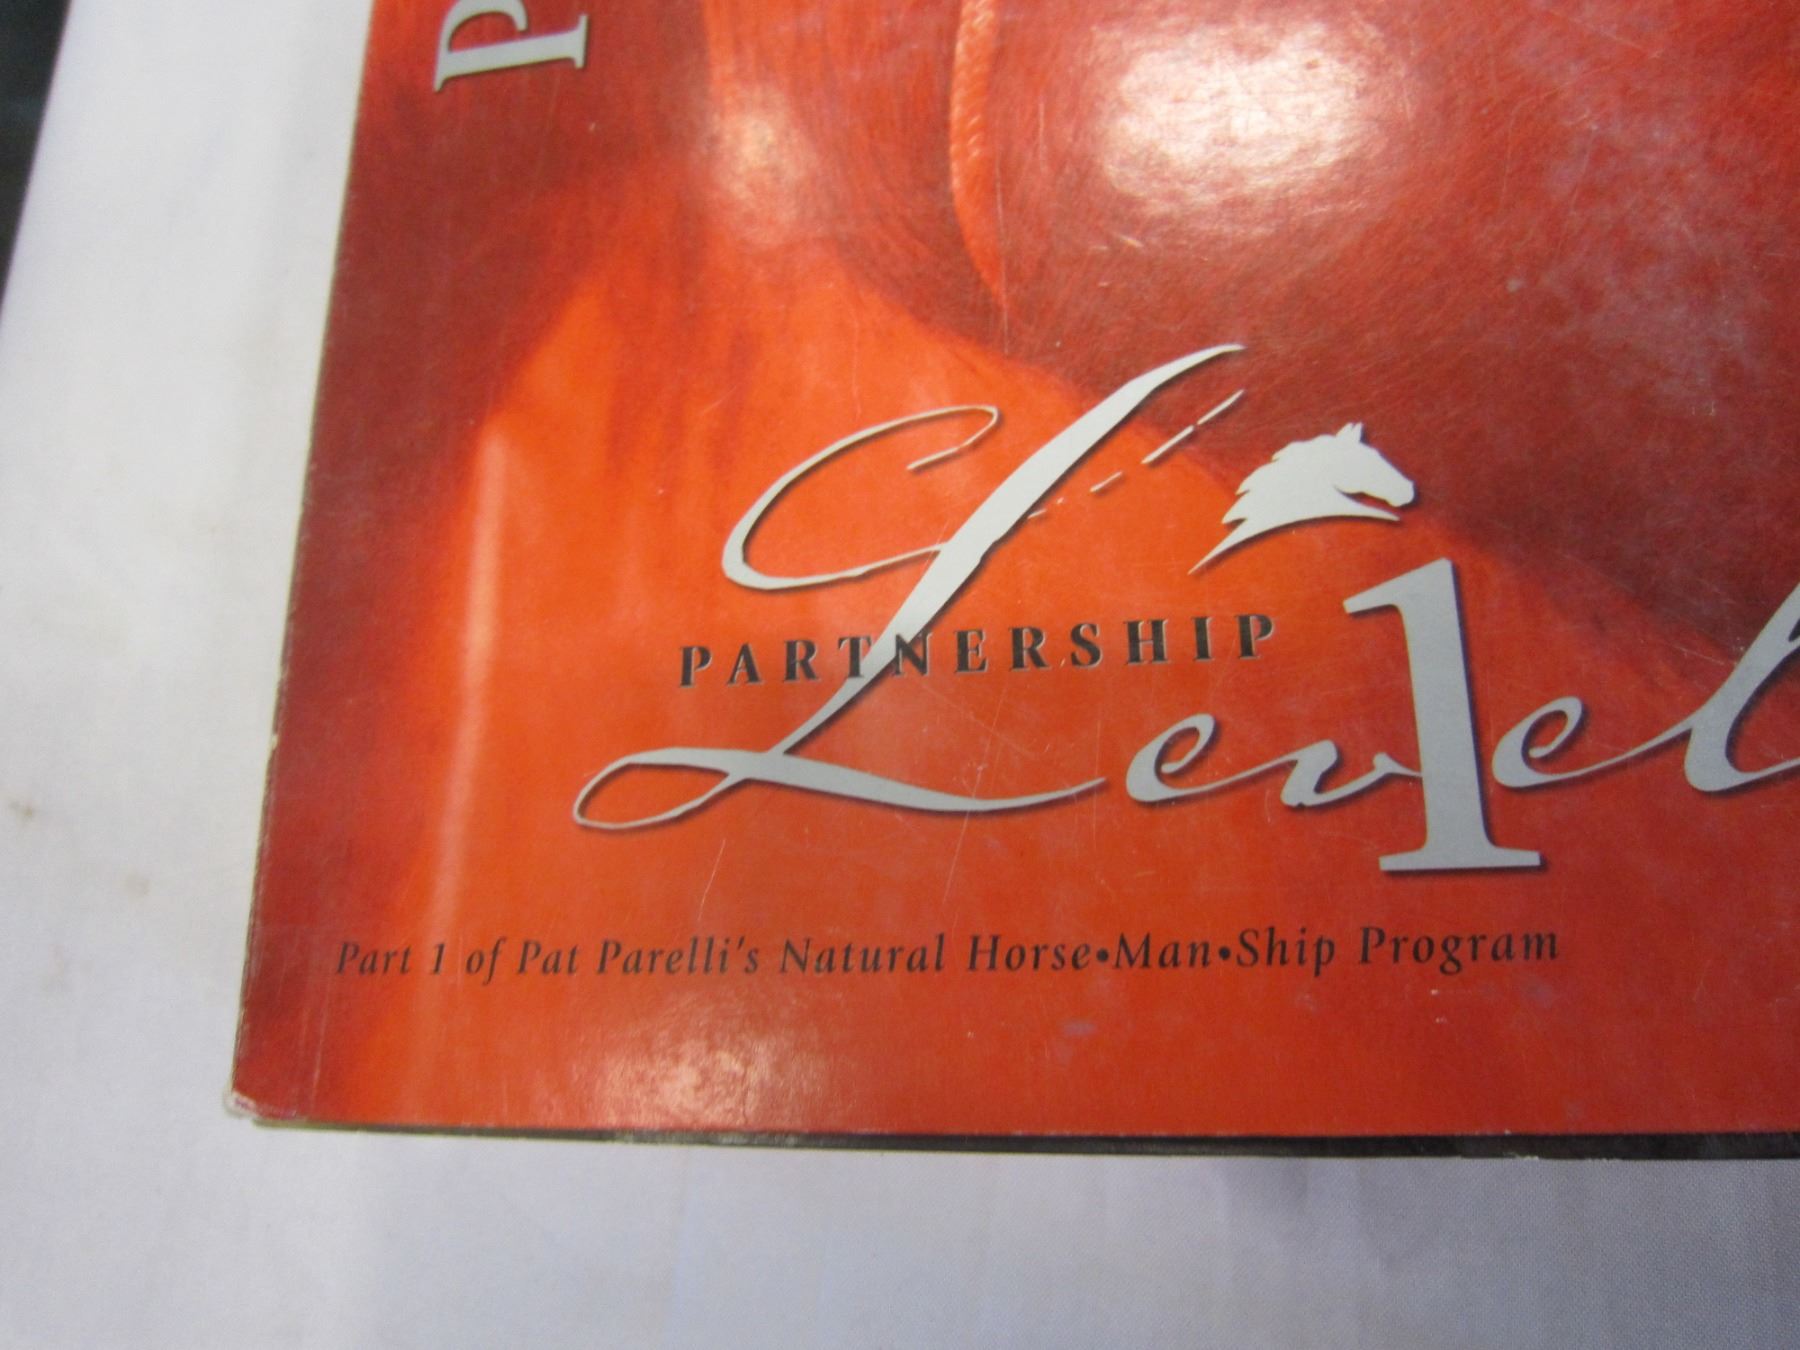 P
PARTNERSHIP
Level 1
Part 1 of Pat Parelli's Natural Horse•Man•Ship Program